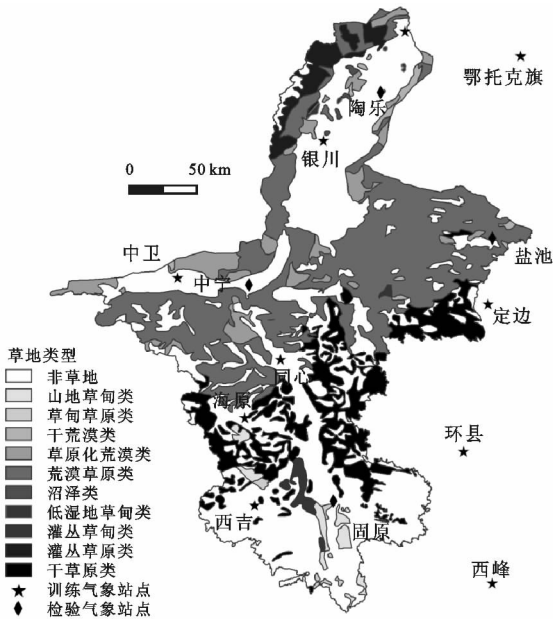 鄂托克旗
陶乐
银川
0 50 km
中卫
中宁
盐池
定边
同心
海原
环县
西吉
固原
西峰
草地类型
非草地
山地草甸类
草甸草原类
干荒漠类
草原化荒漠类
荒漠草原类
沼泽类
低湿地草甸类
灌丛草甸类
灌丛草原类
干草原类
训练气象站点
检验气象站点